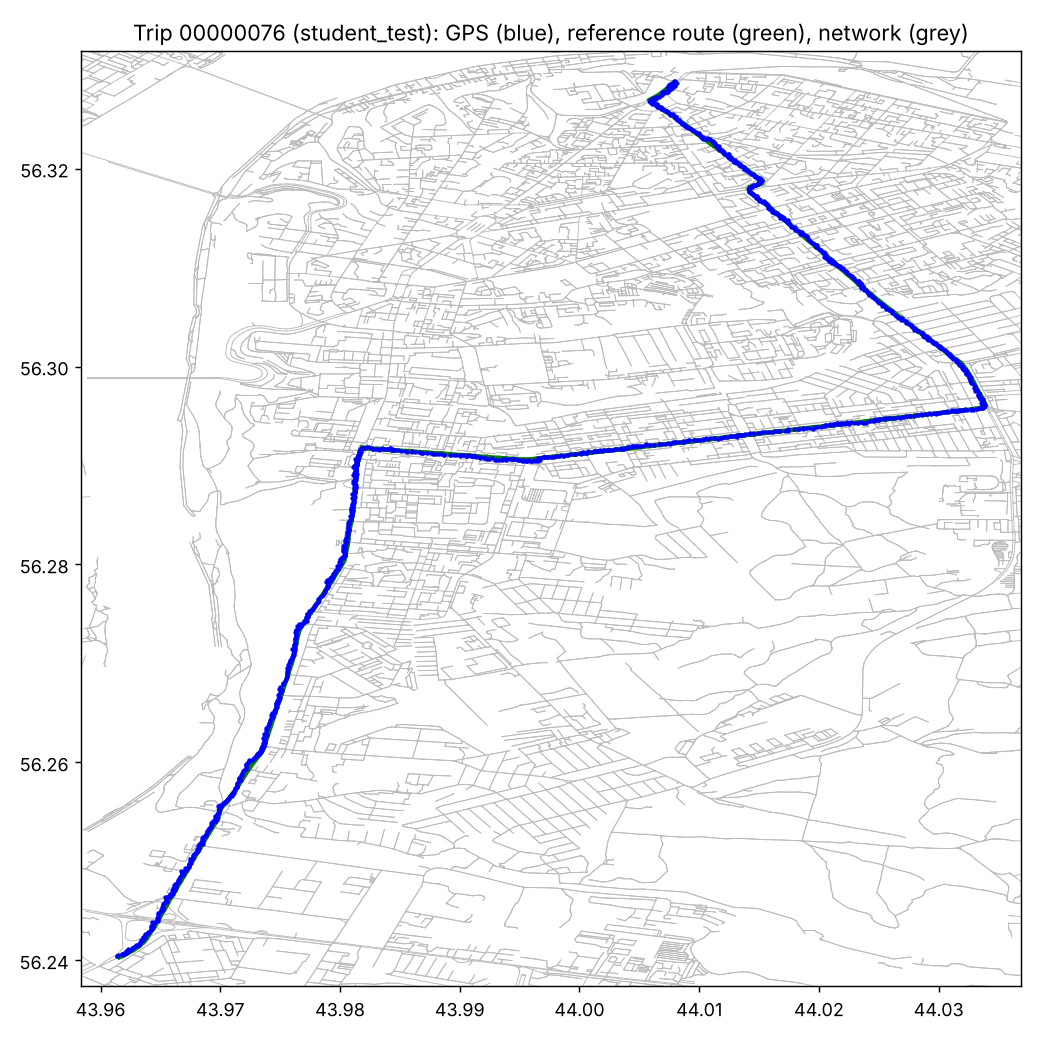 Trip 00000076 (student_test): GPS (blue), reference route (green), network (grey)
56.32
56.30
56.28
56.26
56.24
43.96 43.97 43.98 43.99 44.00 44.01 44.02 44.03